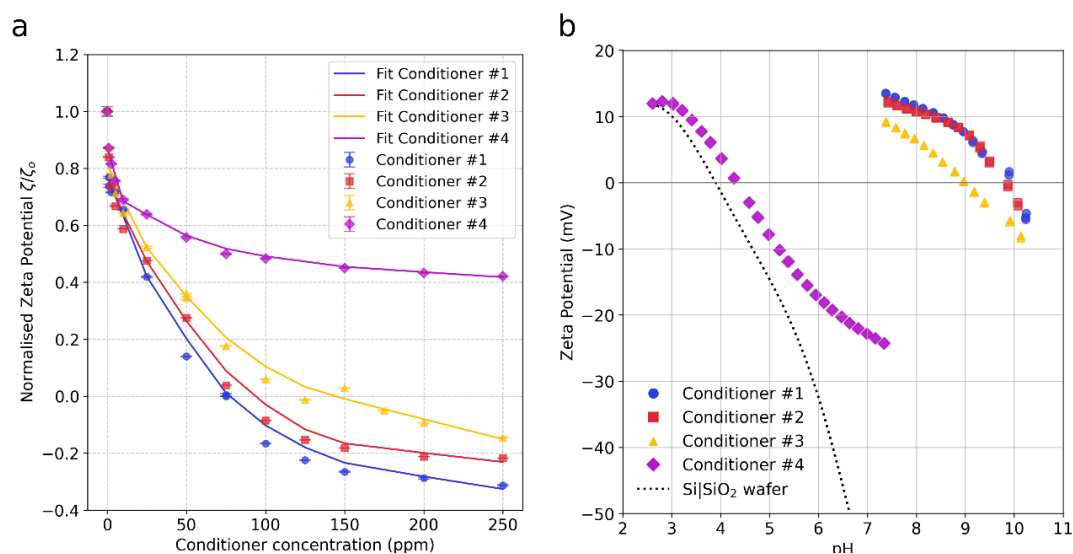 a
Normalised Zeta Potential ζ/ζₒ
1.2
1.0
0.8
0.6
0.4
0.2
0.0
−0.2
−0.4
Fit Conditioner #1
Fit Conditioner #2
Fit Conditioner #3
Fit Conditioner #4
Conditioner #1
Conditioner #2
Conditioner #3
Conditioner #4
0 50 100 150 200 250
Conditioner concentration (ppm)
b
Zeta Potential (mV)
20
10
0
−10
−20
−30
−40
−50
Conditioner #1
Conditioner #2
Conditioner #3
Conditioner #4
Si|SiO₂ wafer
2 3 4 5 6 7 8 9 10 11
pH